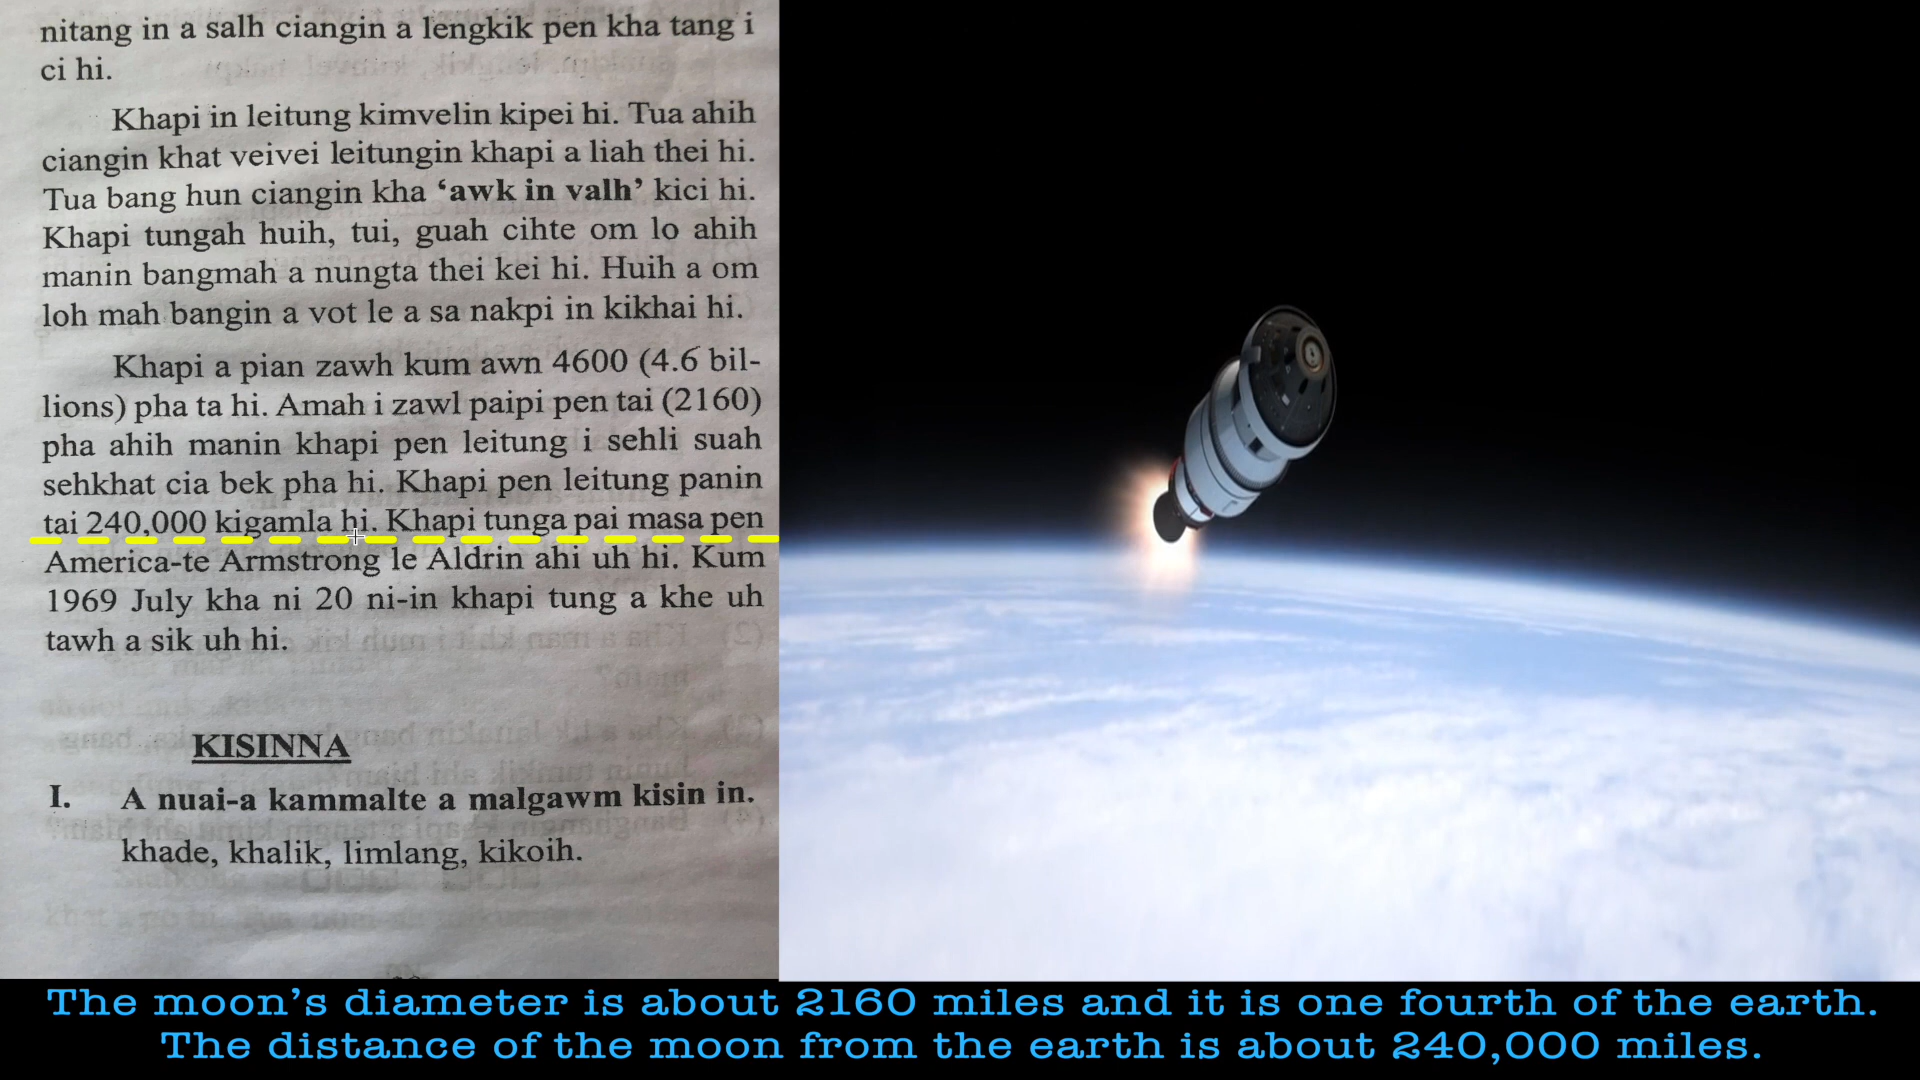 nitang in a salh ciangin a lengkik pen kha tang i
ci hi.
Khapi in leitung kimvelin kipei hi. Tua ahih
ciangin khat veivei leitungin khapi a liah thei hi.
Tua bang hun ciangin kha ‘awk in valh’ kici hi.
Khapi tungah huih, tui, guah cihte om lo ahih
manin bangmah a nungta thei kei hi. Huih a om
loh mah bangin a vot le a sa nakpi in kikhai hi.
Khapi a pian zawh kum awn 4600 (4.6 bil-
lions) pha ta hi. Amah i zawl paipi pen tai (2160)
pha ahih manin khapi pen leitung i sehli suah
sehkhat cia bek pha hi. Khapi pen leitung panin
tai 240,000 kigamla hi. Khapi tunga pai masa pen
America-te Armstrong le Aldrin ahi uh hi. Kum
1969 July kha ni 20 ni-in khapi tung a khe uh
tawh a sik uh hi.
KISINNA
I. A nuai-a kammalte a malgawm kisin in.
khade, khalik, limlang, kikoih.
The moon’s diameter is about 2160 miles and it is one fourth of the earth.
The distance of the moon from the earth is about 240,000 miles.